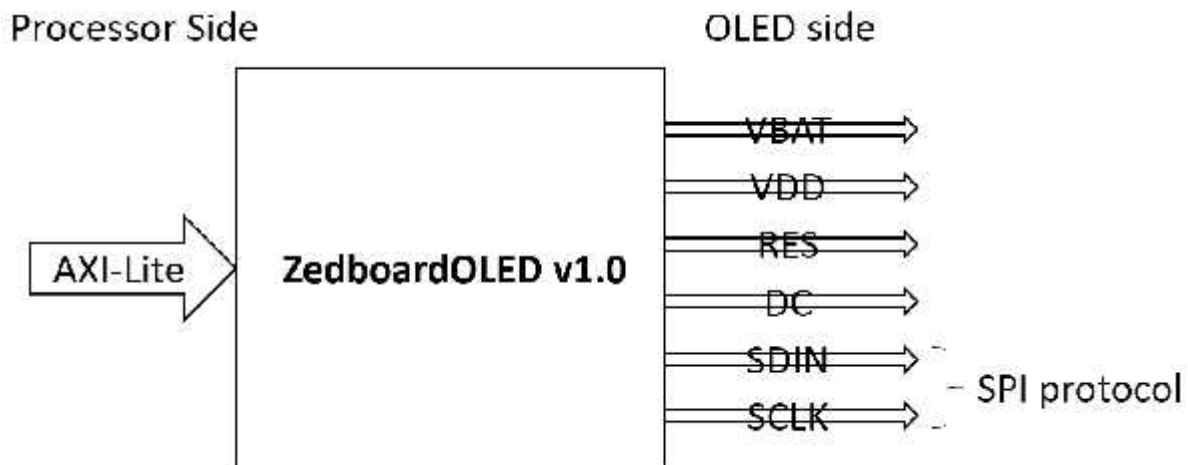 Processor Side
OLED side
VBAT
VDD
RES
AXI-Lite
ZedboardOLED v1.0
DC
SDIN
SPI protocol
SCLK